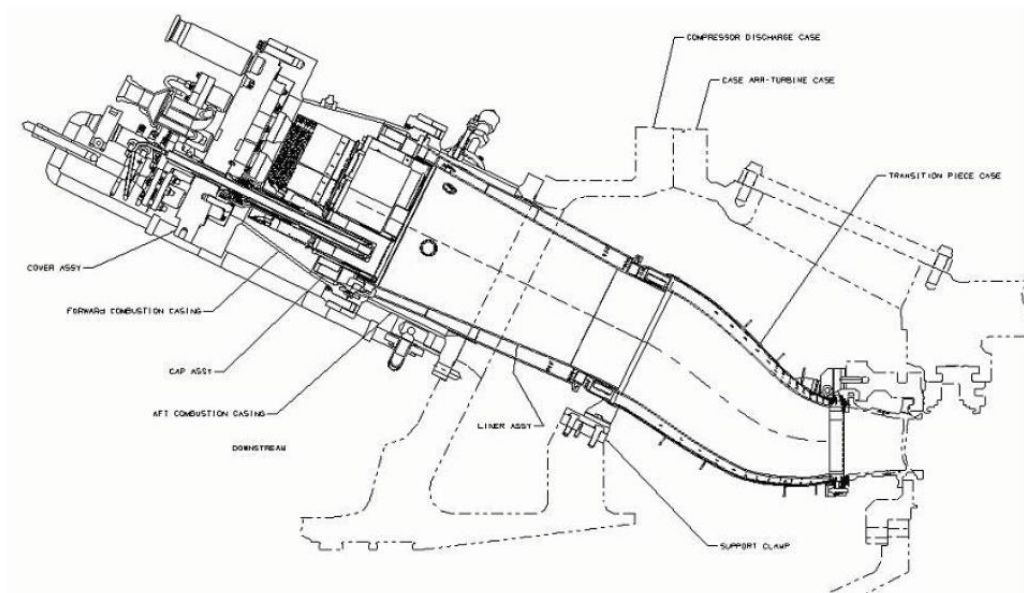 COMPRESSOR DISCHARGE CASE
CASE ARR-TURBINE CASE
TRANSITION PIECE CASE
COVER ASSY
FORWARD COMBUSTION CASING
CAP ASSY
AFT COMBUSTION CASING
LINER ASSY
DOWNSTREAM
SUPPORT CLAMP